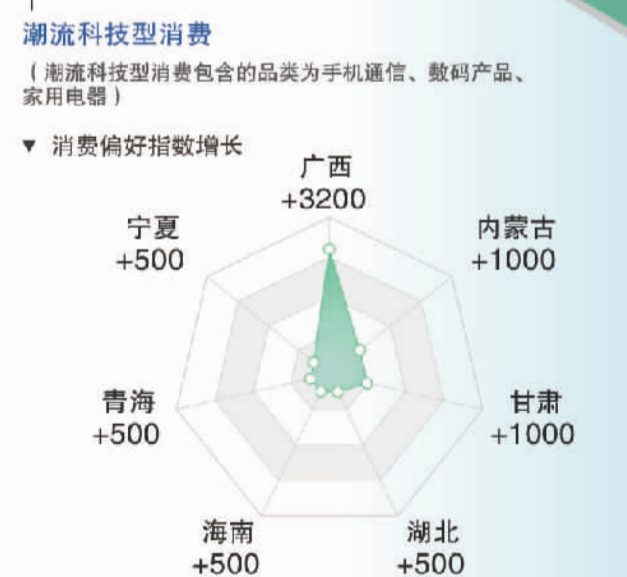 潮流科技型消费
（潮流科技型消费包含的品类为手机通信、数码产品、
家用电器）
▼ 消费偏好指数增长
广西
+3200
宁夏
+500
内蒙古
+1000
青海
+500
甘肃
+1000
海南
+500
湖北
+500